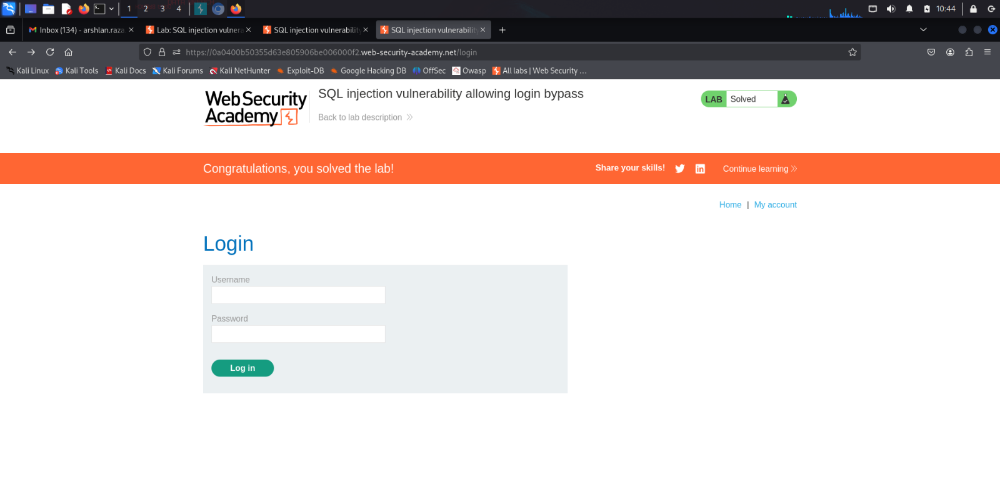 1 2 3 4 10:44
Inbox (134) - arshlan.raza. Lab: SQL injection vulnera SQL injection vulnerability SQL injection vulnerability
https://0a0400b50355d63e805906be006000f2.web-security-academy.net/login
Kali Linux Kali Tools Kali Docs Kali Forums Kali NetHunter Exploit-DB Google Hacking DB OffSec Owasp All labs | Web Security ...
WebSecurity
Academy
SQL injection vulnerability allowing login bypass
Back to lab description
LAB Solved
Congratulations, you solved the lab!
Share your skills!
Continue learning
Home | My account
Login
Username
Password
Log in